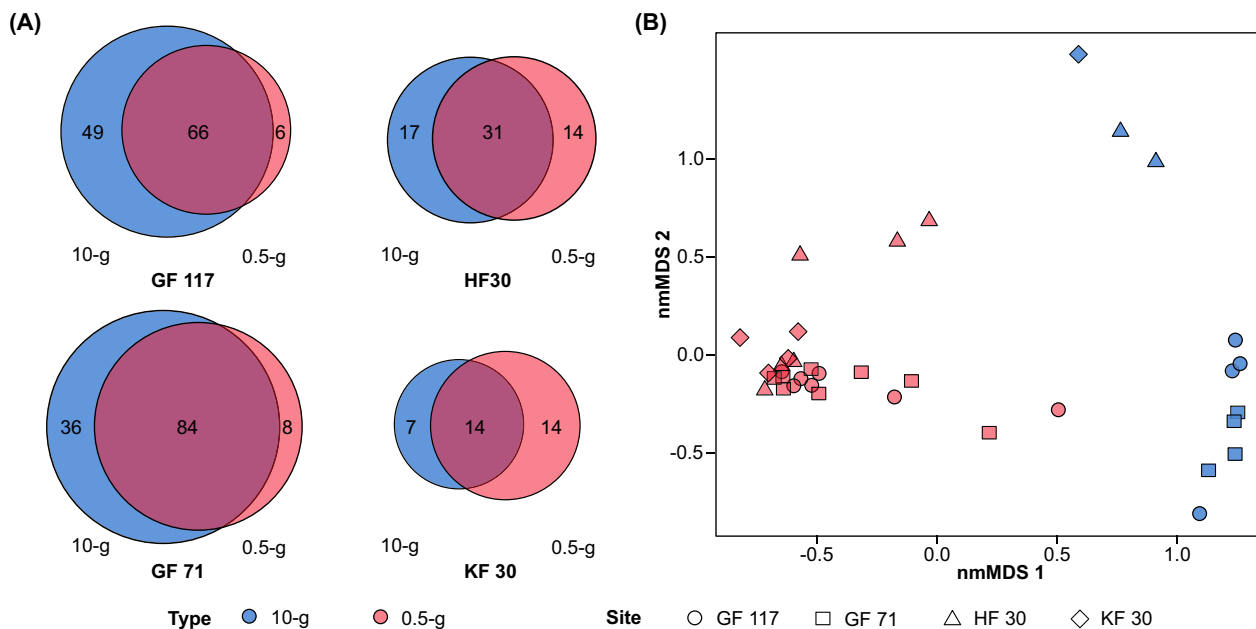 (A)
49 66 6
10-g 0.5-g
GF 117
17 31 14
10-g 0.5-g
HF30
36 84 8
10-g 0.5-g
GF 71
7 14 14
10-g 0.5-g
KF 30
(B)
nmMDS 2
1.0
0.5
0.0
-0.5
-0.5 0.0 0.5 1.0
nmMDS 1
Type 10-g 0.5-g
Site GF 117 GF 71 HF 30 KF 30